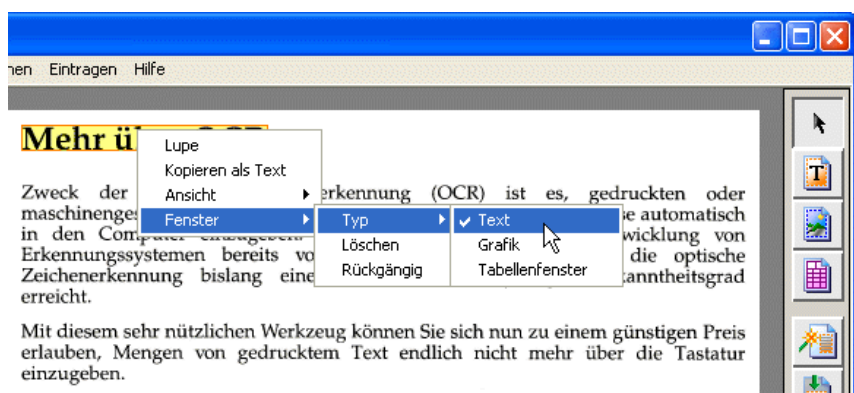 nen Eintragen Hilfe
Mehr ü
Lupe
Kopieren als Text
Ansicht
Fenster
Typ
Löschen
Rückgängig
Text
Grafik
Tabellenfenster
Zweck der erkennung (OCR) ist es, gedruckten oder
maschinenges se automatisch
in den wicklung von
Erkennungssystemen bereits vo die optische
Zeichenerkennung bislang eine kanntheitsgrad
erreicht.
Mit diesem sehr nützlichen Werkzeug können Sie sich nun zu einem günstigen Preis
erlauben, Mengen von gedrucktem Text endlich nicht mehr über die Tastatur
einzugeben.
T